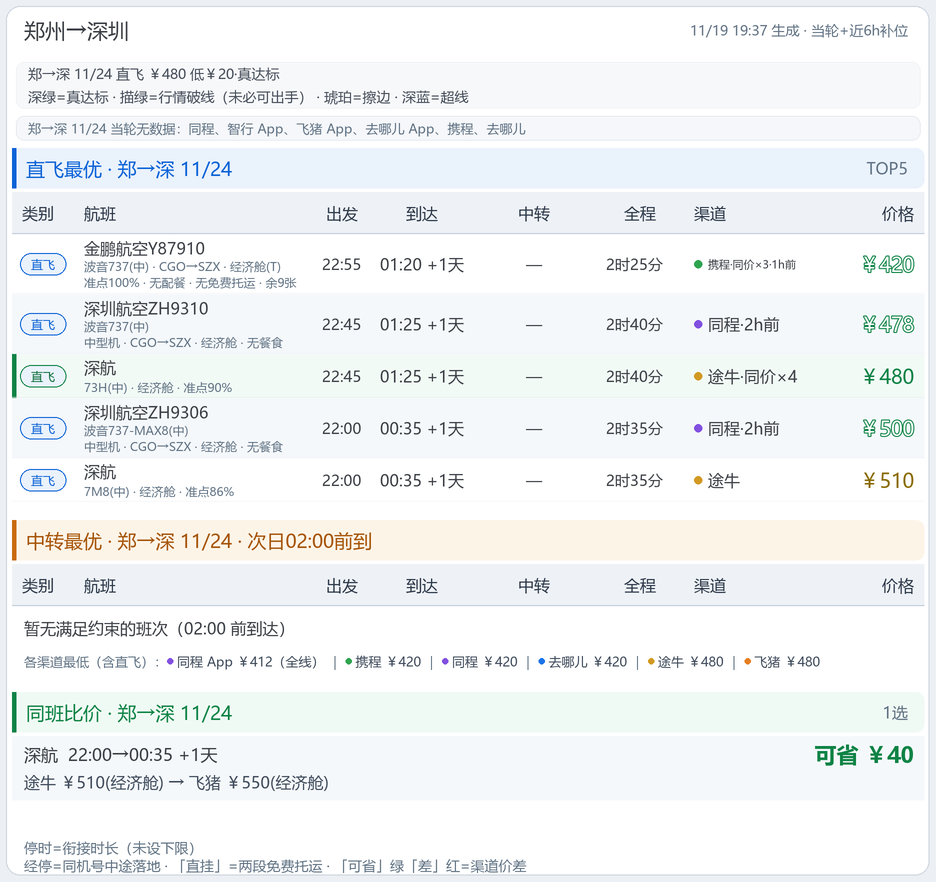 郑州→深圳
11/19 19:37 生成 · 当轮+近6h补位
郑→深 11/24 直飞 ￥480 低￥20·真达标
深绿=真达标 · 描绿=行情破线（未必可出手） · 琥珀=擦边 · 深蓝=超线
郑→深 11/24 当轮无数据：同程、智行 App、飞猪 App、去哪儿 App、携程、去哪儿
直飞最优 · 郑→深 11/24 TOP5
类别 航班 出发 到达 中转 全程 渠道 价格
金鹏航空Y87910
直飞 波音737(中) · CGO→SZX · 经济舱(T) 22:55 01:20 +1天 — 2时25分 携程·同价×3·1h前 ￥420
准点100% · 无配餐 · 无免费托运 · 余9张
深圳航空ZH9310
直飞 波音737(中) 22:45 01:25 +1天 — 2时40分 同程·2h前 ￥478
中型机 · CGO→SZX · 经济舱 · 无餐食
深航
直飞 22:45 01:25 +1天 — 2时40分 途牛·同价×4 ￥480
73H(中) · 经济舱 · 准点90%
深圳航空ZH9306
直飞 波音737-MAX8(中) 22:00 00:35 +1天 — 2时35分 同程·2h前 ￥500
中型机 · CGO→SZX · 经济舱 · 无餐食
深航
直飞 22:00 00:35 +1天 — 2时35分 途牛 ￥510
7M8(中) · 经济舱 · 准点86%
中转最优 · 郑→深 11/24 · 次日02:00前到
类别 航班 出发 到达 中转 全程 渠道 价格
暂无满足约束的班次（02:00 前到达）
各渠道最低（含直飞）: 同程 App ￥412（全线） | 携程 ￥420 | 同程 ￥420 | 去哪儿 ￥420 | 途牛 ￥480 | 飞猪 ￥480
同班比价 · 郑→深 11/24 1选
深航 22:00→00:35 +1天 可省 ￥40
途牛 ￥510(经济舱) → 飞猪 ￥550(经济舱)
停时=衔接时长（未设下限）
经停=同机号中途落地 · 「直挂」=两段免费托运 · 「可省」绿「差」红=渠道价差